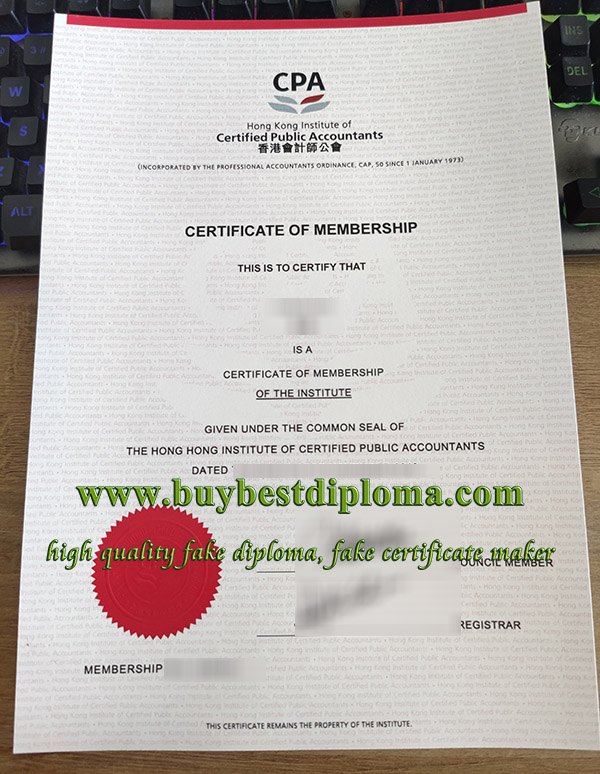 INS
DEL
W
S
ALT
CPA
Hong Kong Institute of
Certified Public Accountants
香港會計師公會
(INCORPORATED BY THE PROFESSIONAL ACCOUNTANTS ORDINANCE, CAP, 50 SINCE 1 JANUARY 1973)
CERTIFICATE OF MEMBERSHIP
THIS IS TO CERTIFY THAT
IS A
CERTIFICATE OF MEMBERSHIP
OF THE INSTITUTE
GIVEN UNDER THE COMMON SEAL OF
THE HONG HONG INSTITUTE OF CERTIFIED PUBLIC ACCOUNTANTS
DATED
www.buybestdiploma.com
high quality fake diploma, fake certificate maker
OUNCIL MEMBER
REGISTRAR
MEMBERSHIP
THIS CERTIFICATE REMAINS THE PROPERTY OF THE INSTITUTE.